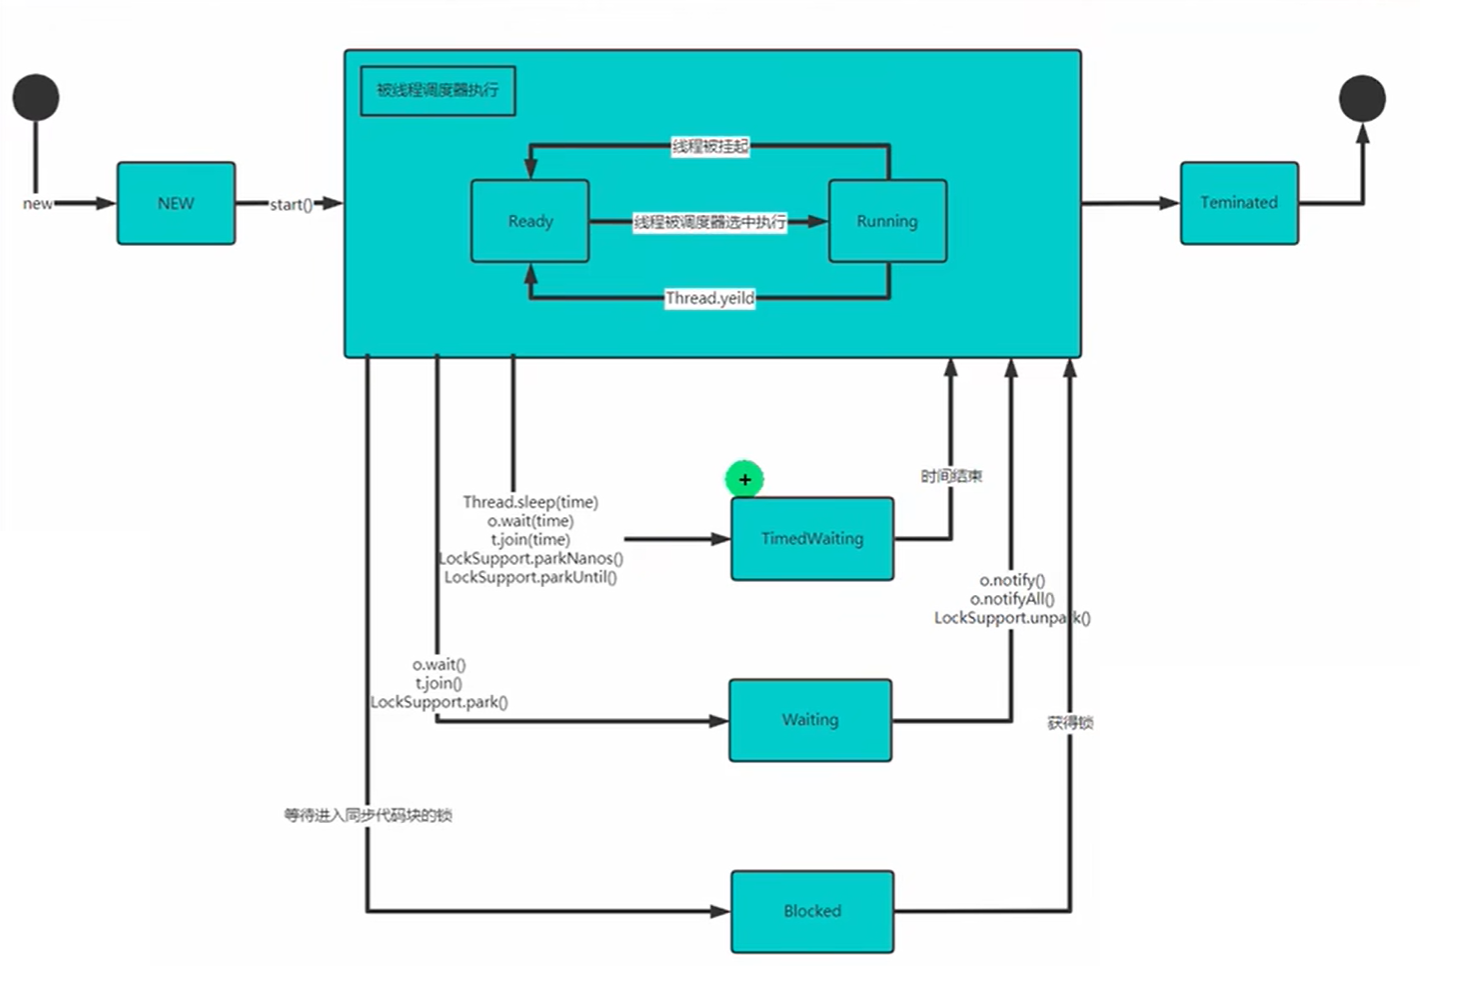 被线程调度器执行
线程被挂起
new
NEW
start()
Ready
线程被调度器选中执行
Running
Teminated
Thread.yeild
时间结束
Thread.sleep(time)
o.wait(time)
t.join(time)
LockSupport.parkNanos()
LockSupport.parkUntil()
TimedWaiting
o.notify()
o.notifyAll()
LockSupport.unpark()
o.wait()
t.join()
LockSupport.park()
Waiting
获得锁
等待进入同步代码块的锁
Blocked